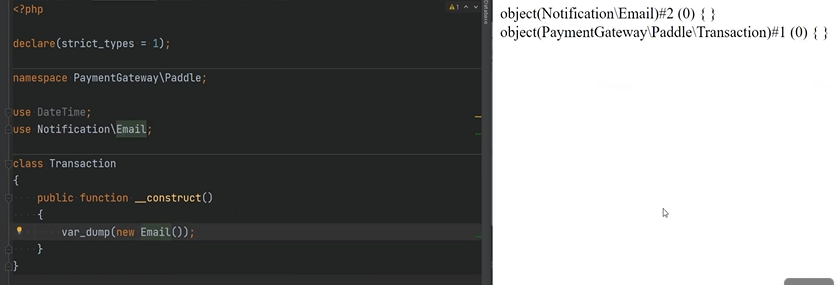 <?php
declare(strict_types = 1);
namespace PaymentGateway\Paddle;
use DateTime;
use Notification\Email;
class Transaction
{
public function __construct()
{
var_dump(new Email());
}
}
1
Database
object(Notification\Email)#2 (0) { }
object(PaymentGateway\Paddle\Transaction)#1 (0) { }